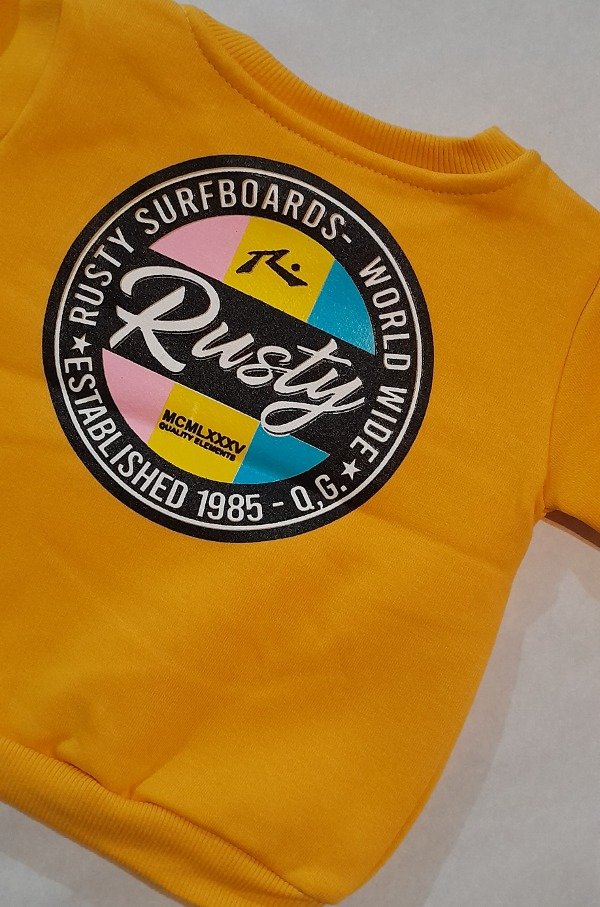 RUSTY SURFBOARDS- WORLD WIDE
R.
Rusty
MCMLXXXV
QUALITY ELEMENTS
★ESTABLISHED 1985 - Q.G.★